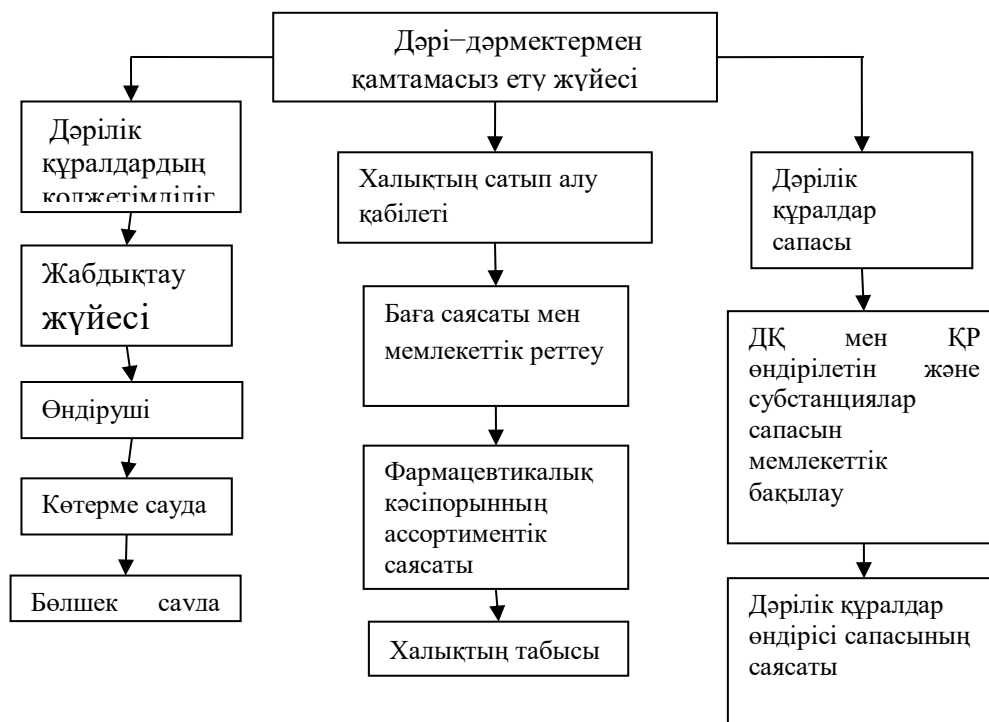 Дәрі–дәрмектермен
қамтамасыз ету жүйесі
Дәрілік
құралдардың
қолжетімділіг
Жабдықтау
жүйесі
Өндіруші
Көтерме сауда
Бөлшек сауда
Халықтың сатып алу
қабілеті
Баға саясаты мен
мемлекеттік реттеу
Фармацевтикалық
кәсіпорынның
ассортиментік
саясаты
Халықтың табысы
Дәрілік
құралдар
сапасы
ДҚ мен ҚР
өндірілетін және
субстанциялар
сапасын
мемлекеттік
бақылау
Дәрілік құралдар
өндірісі сапасының
саясаты